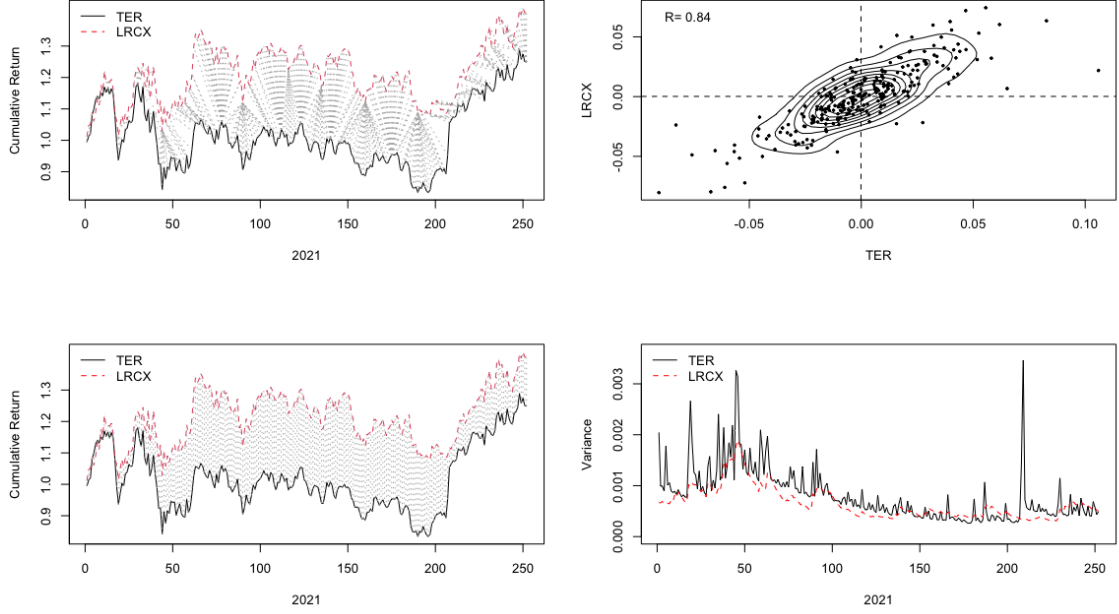 TER
LRCX
Cumulative Return
0.9 1.0 1.1 1.2 1.3
0 50 100 150 200 250
2021
R= 0.84
LRCX
-0.05 0.00 0.05
-0.05 0.00 0.05 0.10
TER
TER
LRCX
Cumulative Return
0.9 1.0 1.1 1.2 1.3
0 50 100 150 200 250
2021
TER
LRCX
Variance
0.000 0.001 0.002 0.003
0 50 100 150 200 250
2021